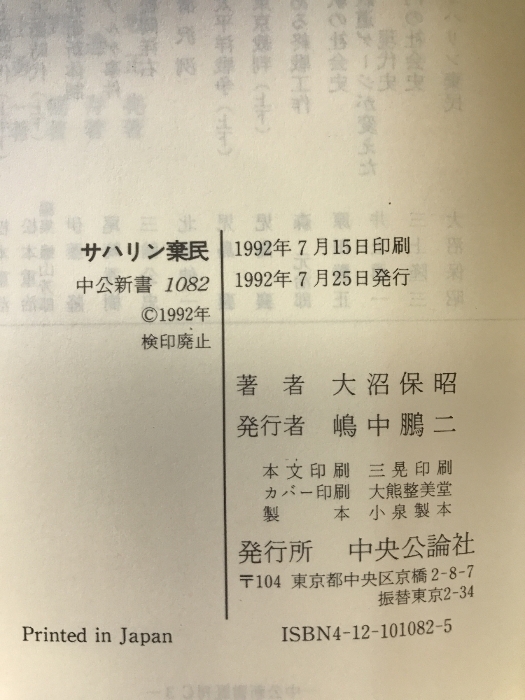 サハリン棄民
中公新書 1082
©1992年
検印廃止
1992年7月15日印刷
1992年7月25日発行
著者 大沼保昭
発行者 嶋中鵬二
本文印刷 三晃印刷
カバー印刷 大熊整美堂
製本 小泉製本
発行所 中央公論社
〒104 東京都中央区京橋2-8-7
振替東京2-34
Printed in Japan
ISBN4-12-101082-5